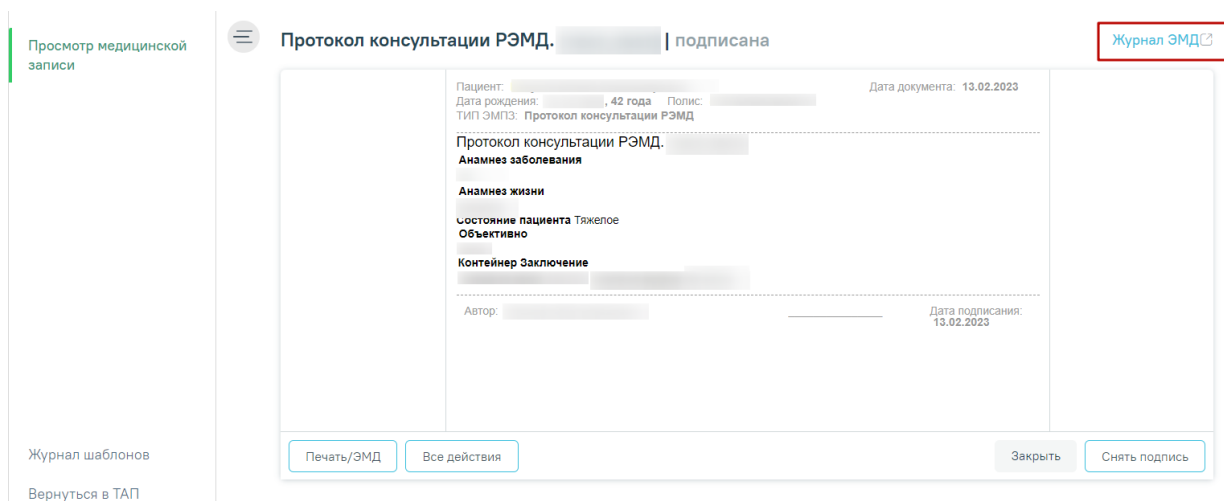 Просмотр медицинской
записи
Протокол консультации РЭМД. | подписана
Журнал ЭМД
Пациент:
Дата документа: 13.02.2023
Дата рождения: , 42 года Полис:
ТИП ЭМПЗ: Протокол консультации РЭМД
Протокол консультации РЭМД.
Анамнез заболевания
Анамнез жизни
Состояние пациента Тяжелое
Объективно
Контейнер Заключение
Автор:
Дата подписания:
13.02.2023
Журнал шаблонов
Печать/ЭМД
Все действия
Закрыть
Снять подпись
Вернуться в ТАП